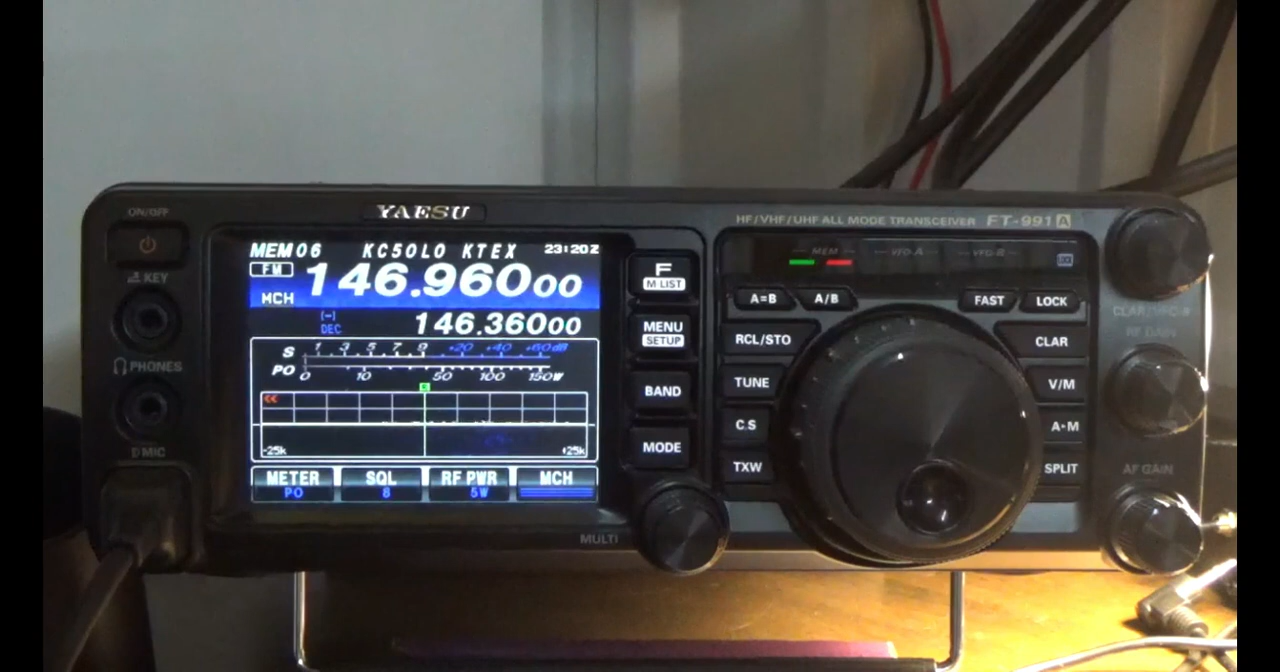 ON/OFF
YAESU
HF/VHF/UHF ALL MODE TRANSCEIVER FT-991A
KEY
PHONES
MIC
MEM06 KC5OLO KTEX 23:20Z
FM
146.96000
MCH
(-)
DEC
146.36000
S 1 3 5 7 9 +20 +40 +60dB
PO 0 10 50 100 150W
-25k +25k
METER SQL RF PWR MCH
PO 8 5W
F
M-LIST
MENU
SETUP
BAND
MODE
MULTI
MEM VFO-A VFO-B
A=B A/B FAST LOCK
RCL/STO CLAR
TUNE V/M
C.S A▸M
TXW SPLIT
RF GAIN
AF GAIN